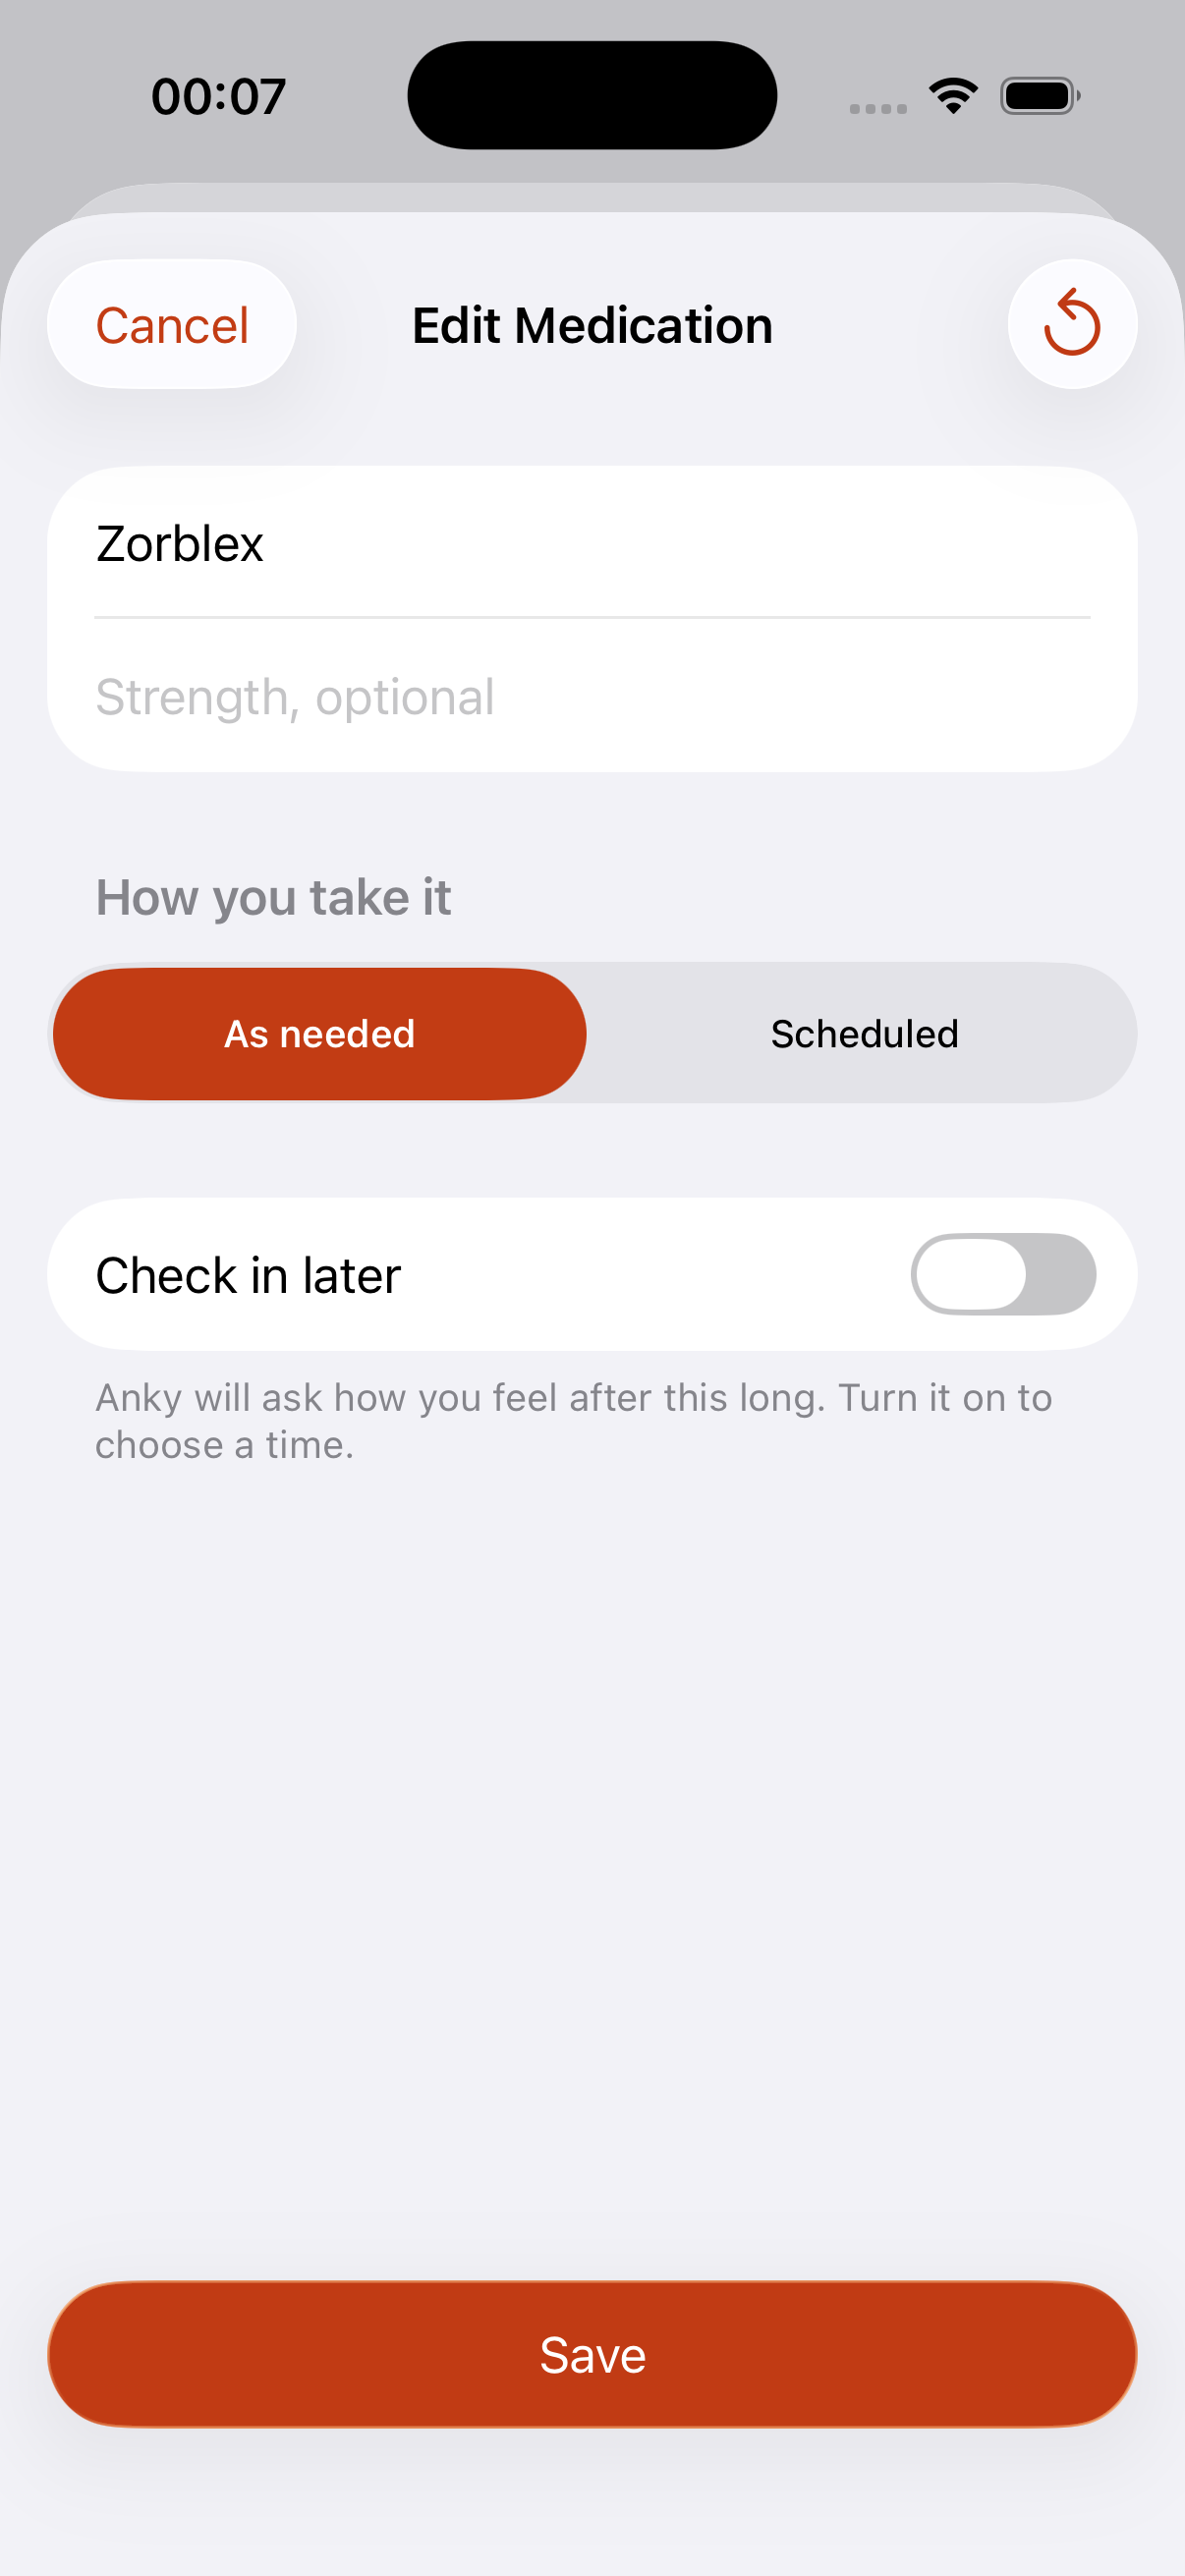 00:07
Cancel
Edit Medication
Zorblex
Strength, optional
How you take it
As needed
Scheduled
Check in later
Anky will ask how you feel after this long. Turn it on to
choose a time.
Save